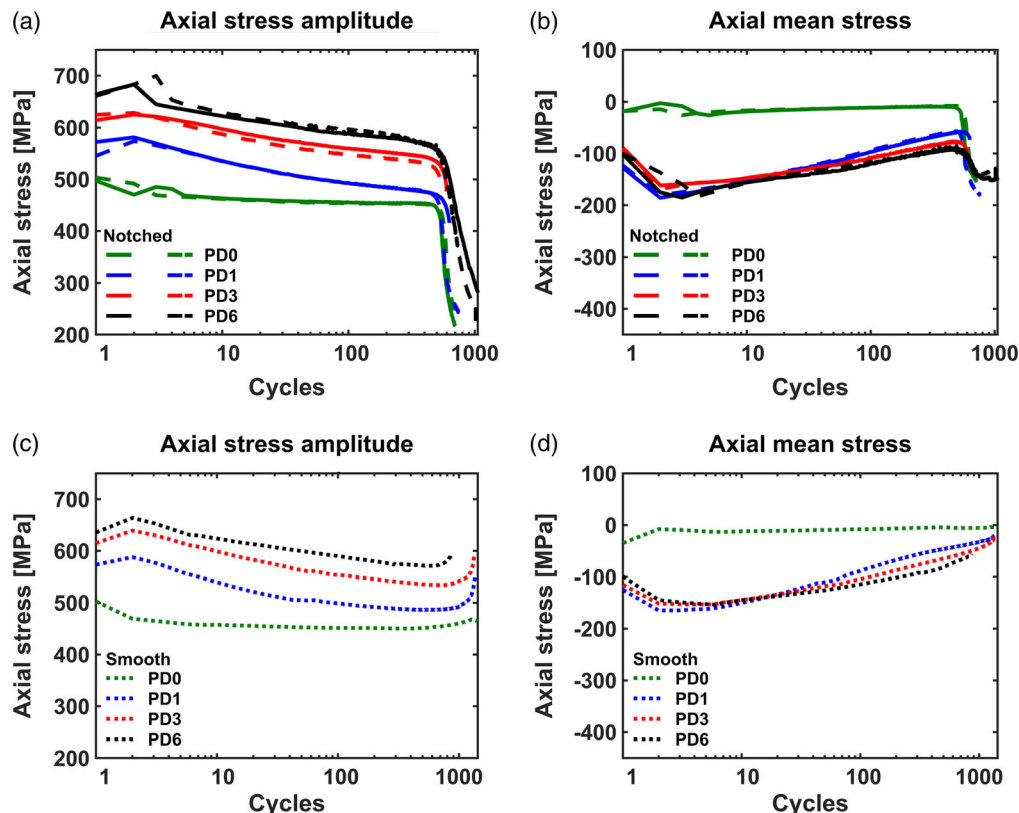 (a) Axial stress amplitude
Axial stress [MPa]
700
600
500
400
300
200
Notched
PD0
PD1
PD3
PD6
1 10 100 1000
Cycles
(b) Axial mean stress
Axial stress [MPa]
100
0
-100
-200
-300
-400
Notched
PD0
PD1
PD3
PD6
1 10 100 1000
Cycles
(c) Axial stress amplitude
Axial stress [MPa]
700
600
500
400
300
200
Smooth
PD0
PD1
PD3
PD6
1 10 100 1000
Cycles
(d) Axial mean stress
Axial stress [MPa]
100
0
-100
-200
-300
-400
Smooth
PD0
PD1
PD3
PD6
1 10 100 1000
Cycles